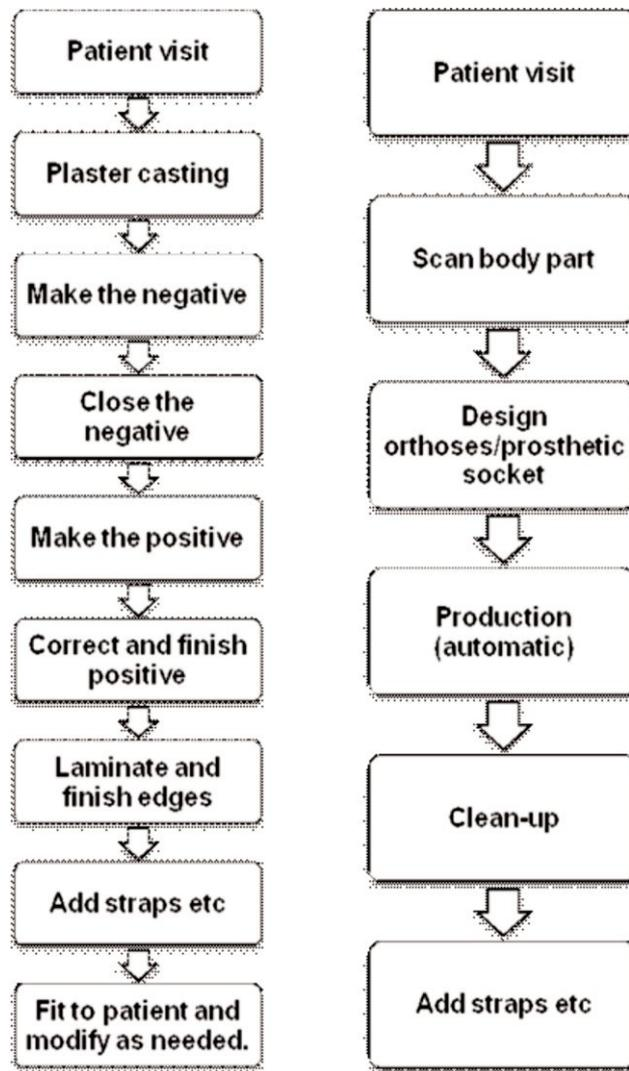 Patient visit
Plaster casting
Make the negative
Close the
negative
Make the positive
Correct and finish
positive
Laminate and
finish edges
Add straps etc
Fit to patient and
modify as needed.
Patient visit
Scan body part
Design
orthoses/prosthetic
socket
Production
(automatic)
Clean-up
Add straps etc